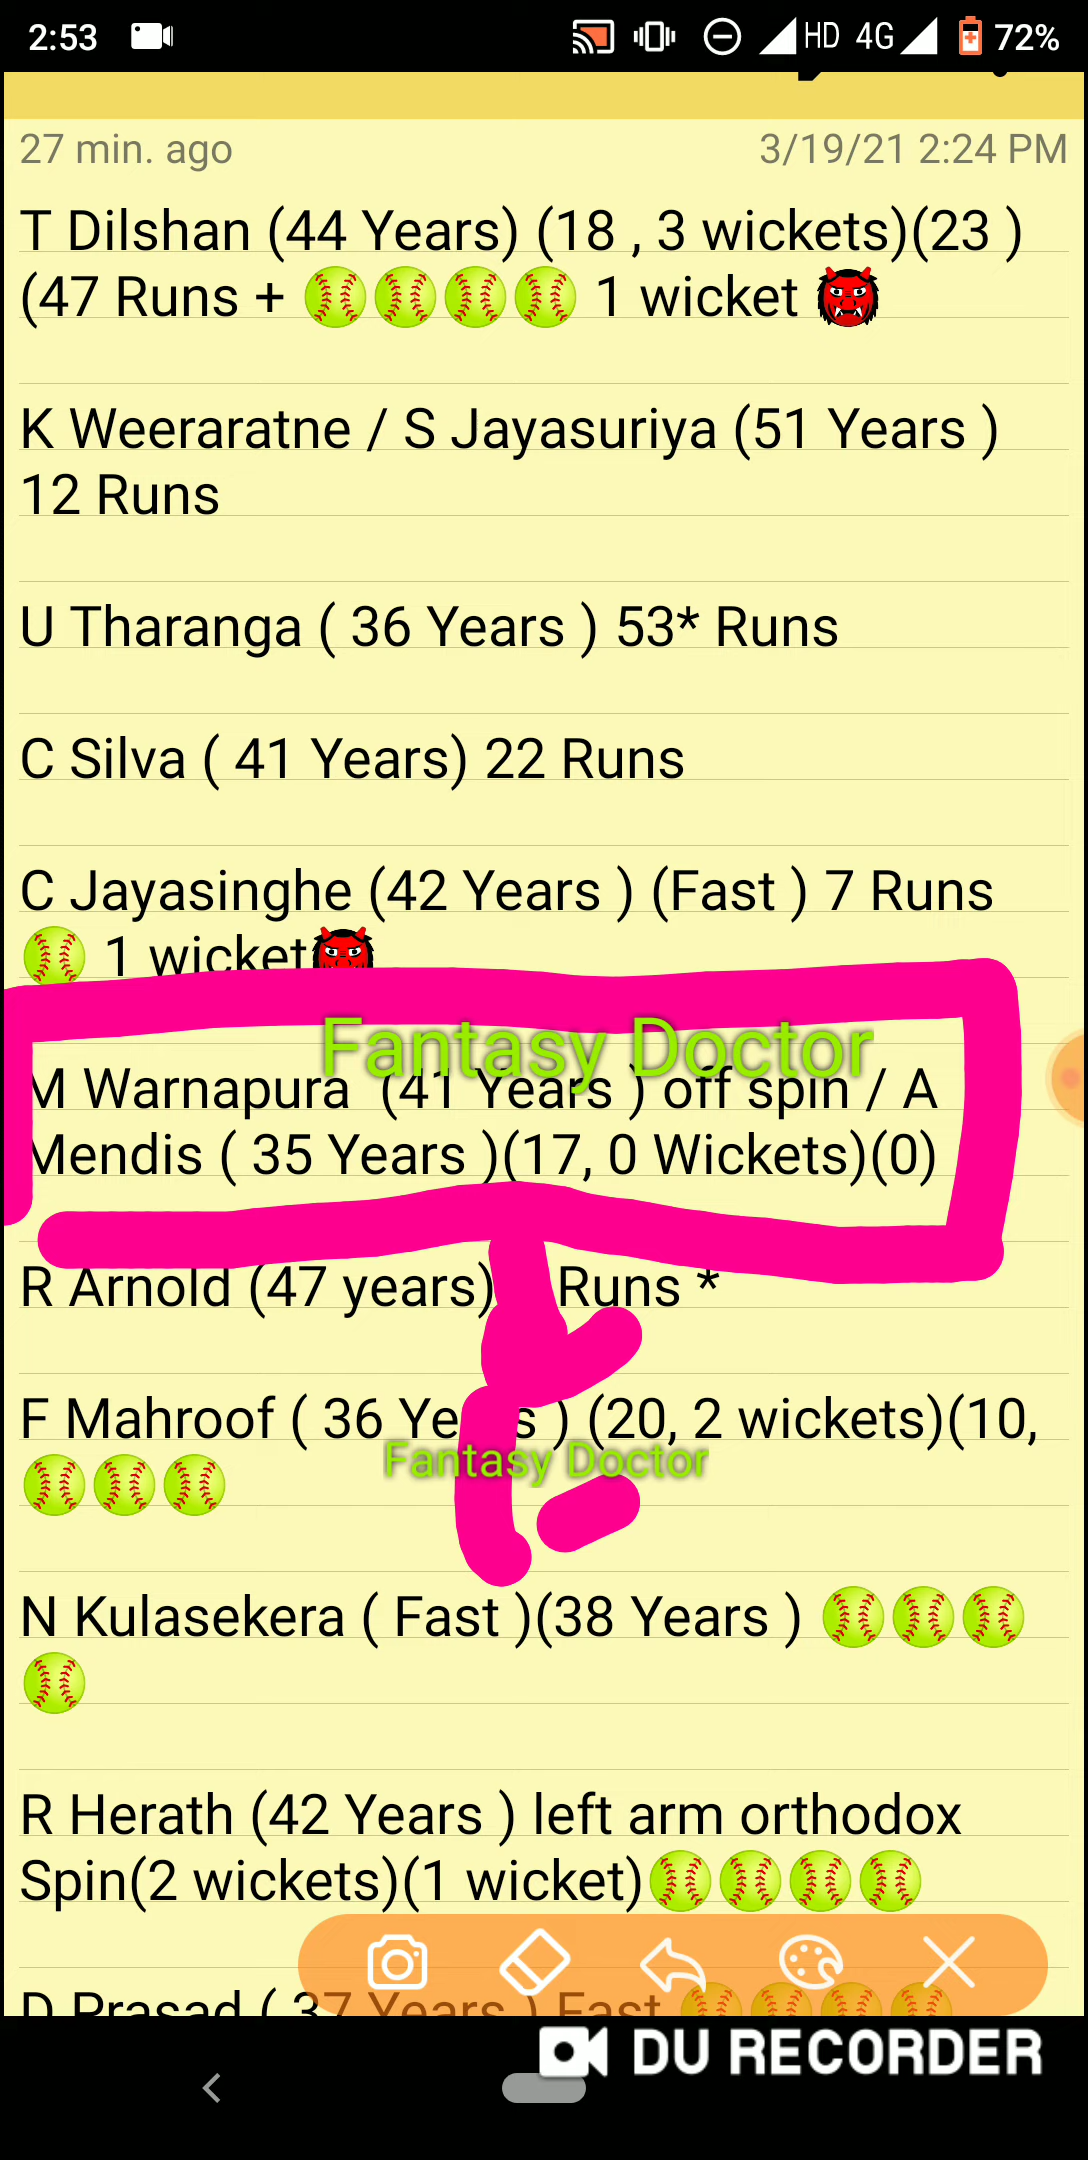 2:53 HD 4G 72%
27 min. ago 3/19/21 2:24 PM
T Dilshan (44 Years) (18 , 3 wickets)(23 )
(47 Runs + 🥎🥎🥎🥎 1 wicket 👹
K Weeraratne / S Jayasuriya (51 Years )
12 Runs
U Tharanga ( 36 Years ) 53* Runs
C Silva ( 41 Years) 22 Runs
C Jayasinghe (42 Years ) (Fast ) 7 Runs
🥎 1 wicket👹
Fantasy Doctor
M Warnapura (41 Years ) off spin / A
Mendis ( 35 Years )(17, 0 Wickets)(0)
R Arnold (47 years) Runs *
F Mahroof ( 36 Years ) (20, 2 wickets)(10,
🥎🥎🥎
Fantasy Doctor
N Kulasekera ( Fast )(38 Years ) 🥎🥎🥎
🥎
R Herath (42 Years ) left arm orthodox
Spin(2 wickets)(1 wicket)🥎🥎🥎🥎
D Prasad ( 37 Years ) Fast 🥎🥎🥎🥎
DU RECORDER